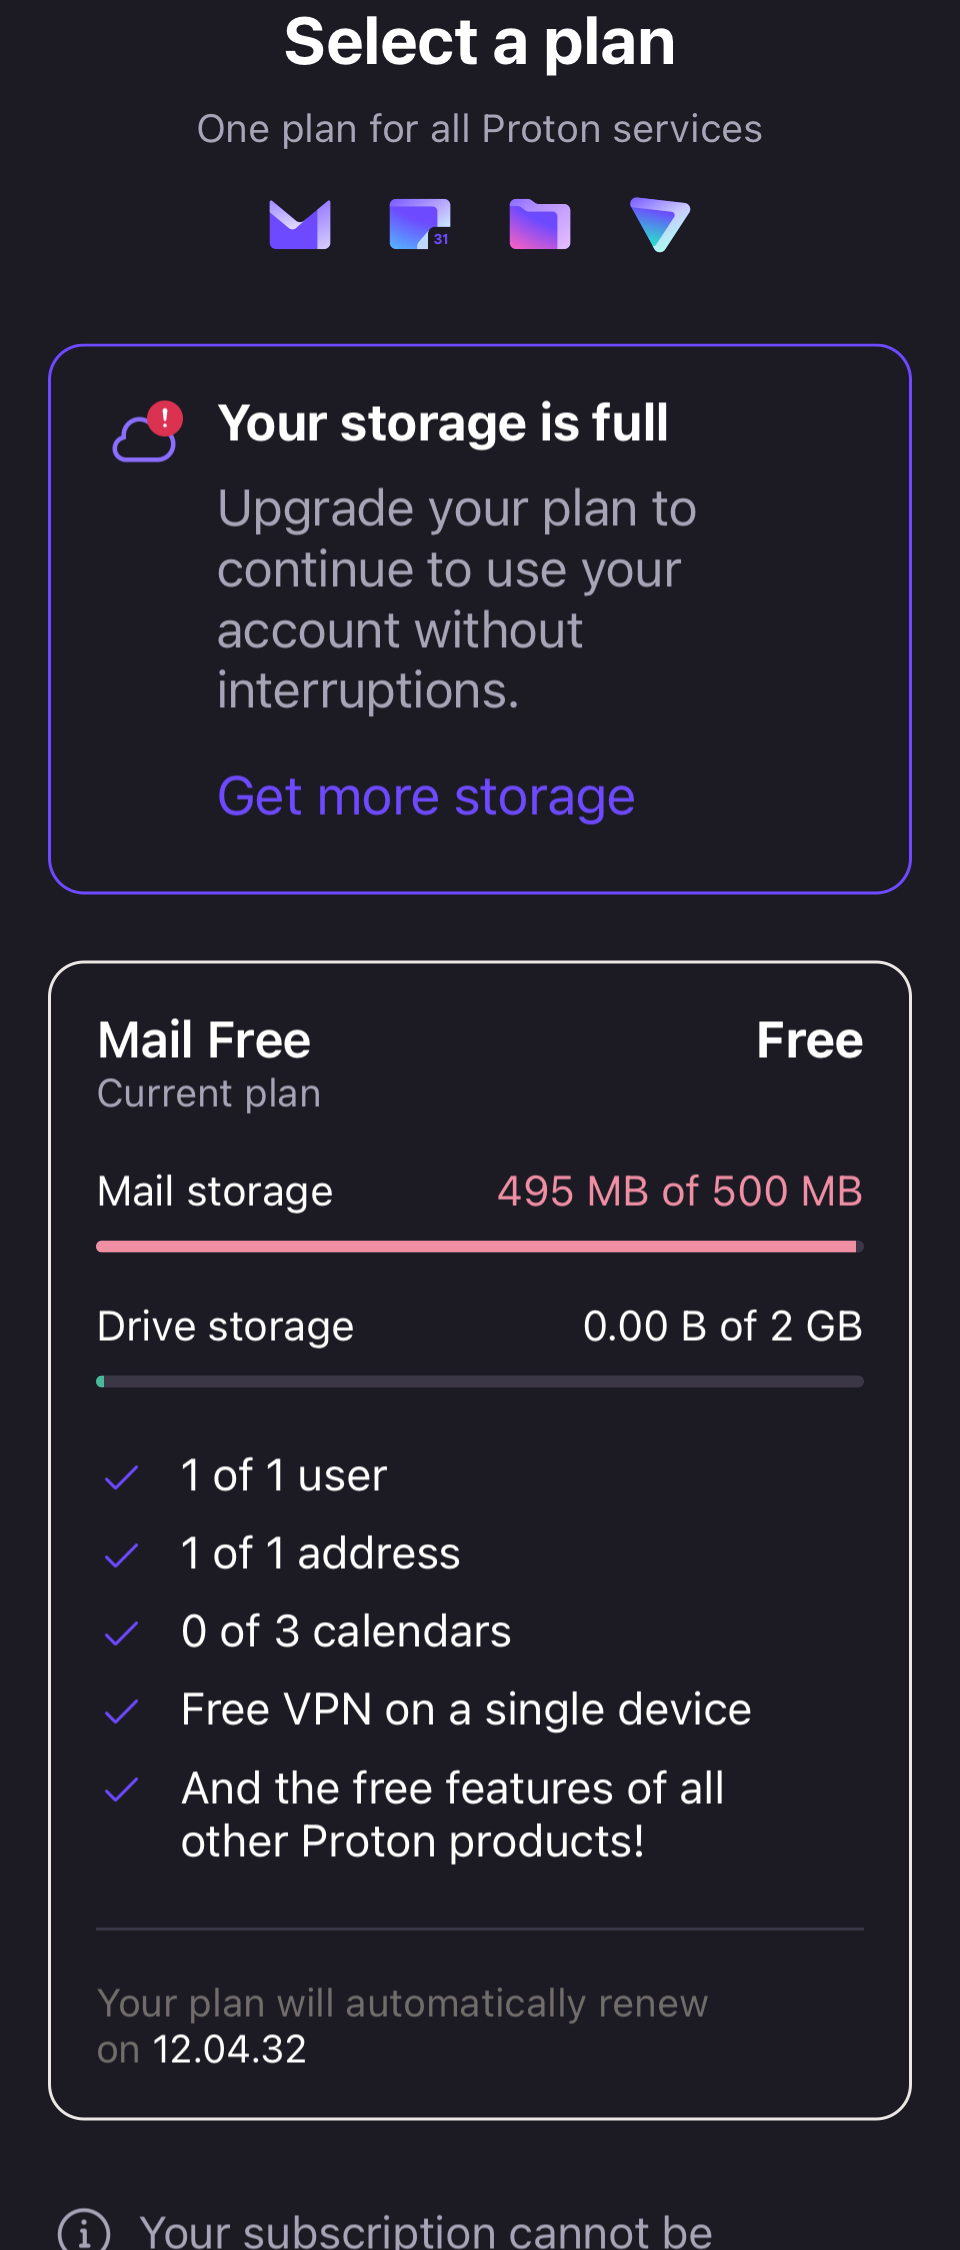 Select a plan
One plan for all Proton services
31
Your storage is full
Upgrade your plan to
continue to use your
account without
interruptions.
Get more storage
Mail Free
Free
Current plan
Mail storage
495 MB of 500 MB
Drive storage
0.00 B of 2 GB
1 of 1 user
1 of 1 address
0 of 3 calendars
Free VPN on a single device
And the free features of all
other Proton products!
Your plan will automatically renew
on 12.04.32
Your subscription cannot be